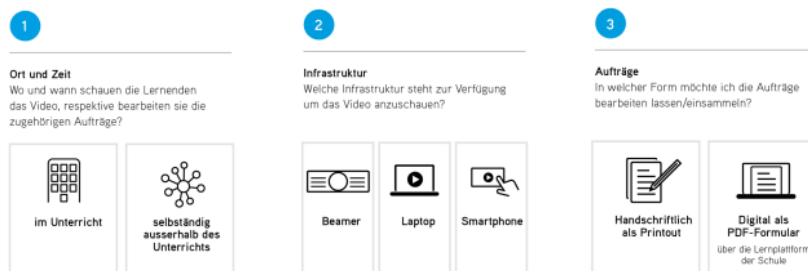 1
Ort und Zeit
Wo und wann schauen die Lernenden
das Video, respektive bearbeiten sie die
zugehörigen Aufträge?
im Unterricht
selbständig
ausserhalb des
Unterrichts
2
Infrastruktur
Welche Infrastruktur steht zur Verfügung
um das Video anzuschauen?
Beamer
Laptop
Smartphone
3
Aufträge
In welcher Form möchte ich die Aufträge
bearbeiten lassen/einsammeln?
Handschriftlich
als Printout
Digital als
PDF-Formular
über die Lernplattform
der Schule